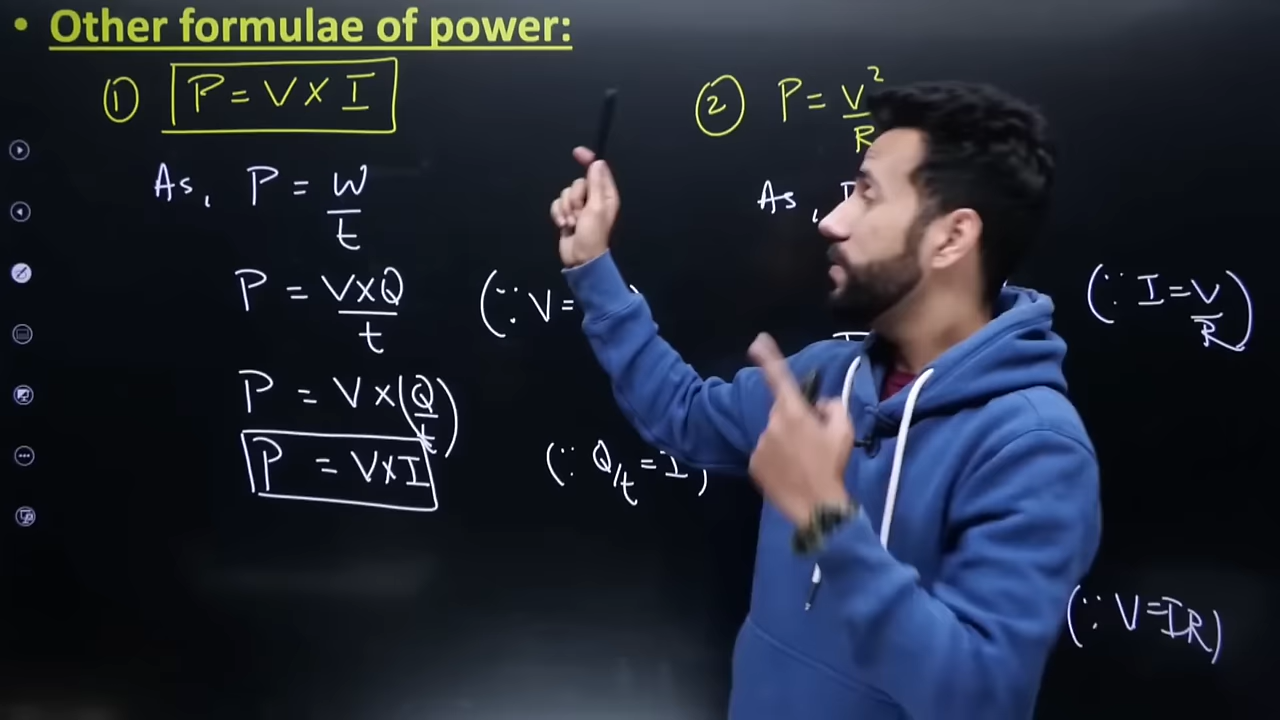 • Other formulae of power:
① P = V × I
As, P = W/t
P = V×Q/t
P = V × (Q/t)
P = V×I
(∵ V =
(∵ Q/t = I)
② P = V²/R
As,
(∵ I = V/R)
(∵ V = IR)